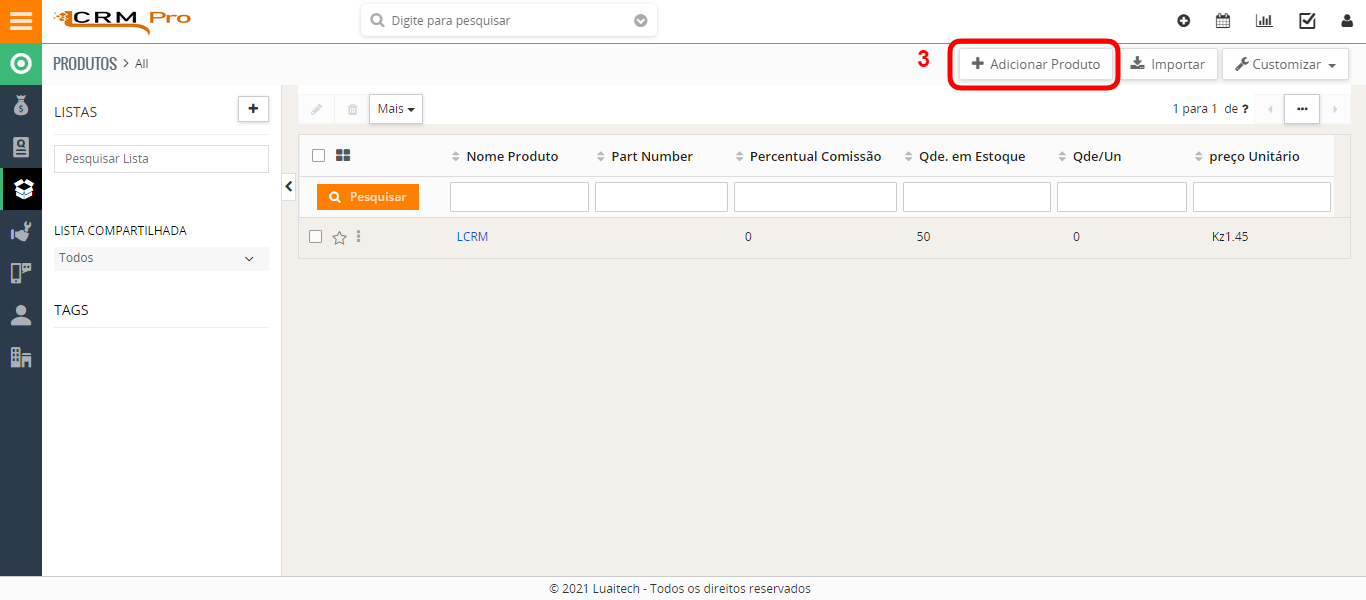 CRM Pro
Digite para pesquisar
PRODUTOS > All
3
Adicionar Produto
Importar
Customizar
LISTAS
+
Pesquisar Lista
LISTA COMPARTILHADA
Todos
TAGS
Mais
1 para 1 de ?
...
Nome Produto
Part Number
Percentual Comissão
Qde. em Estoque
Qde/Un
preço Unitário
Pesquisar
LCRM
0
50
0
Kz1.45
© 2021 Luaitech - Todos os direitos reservados